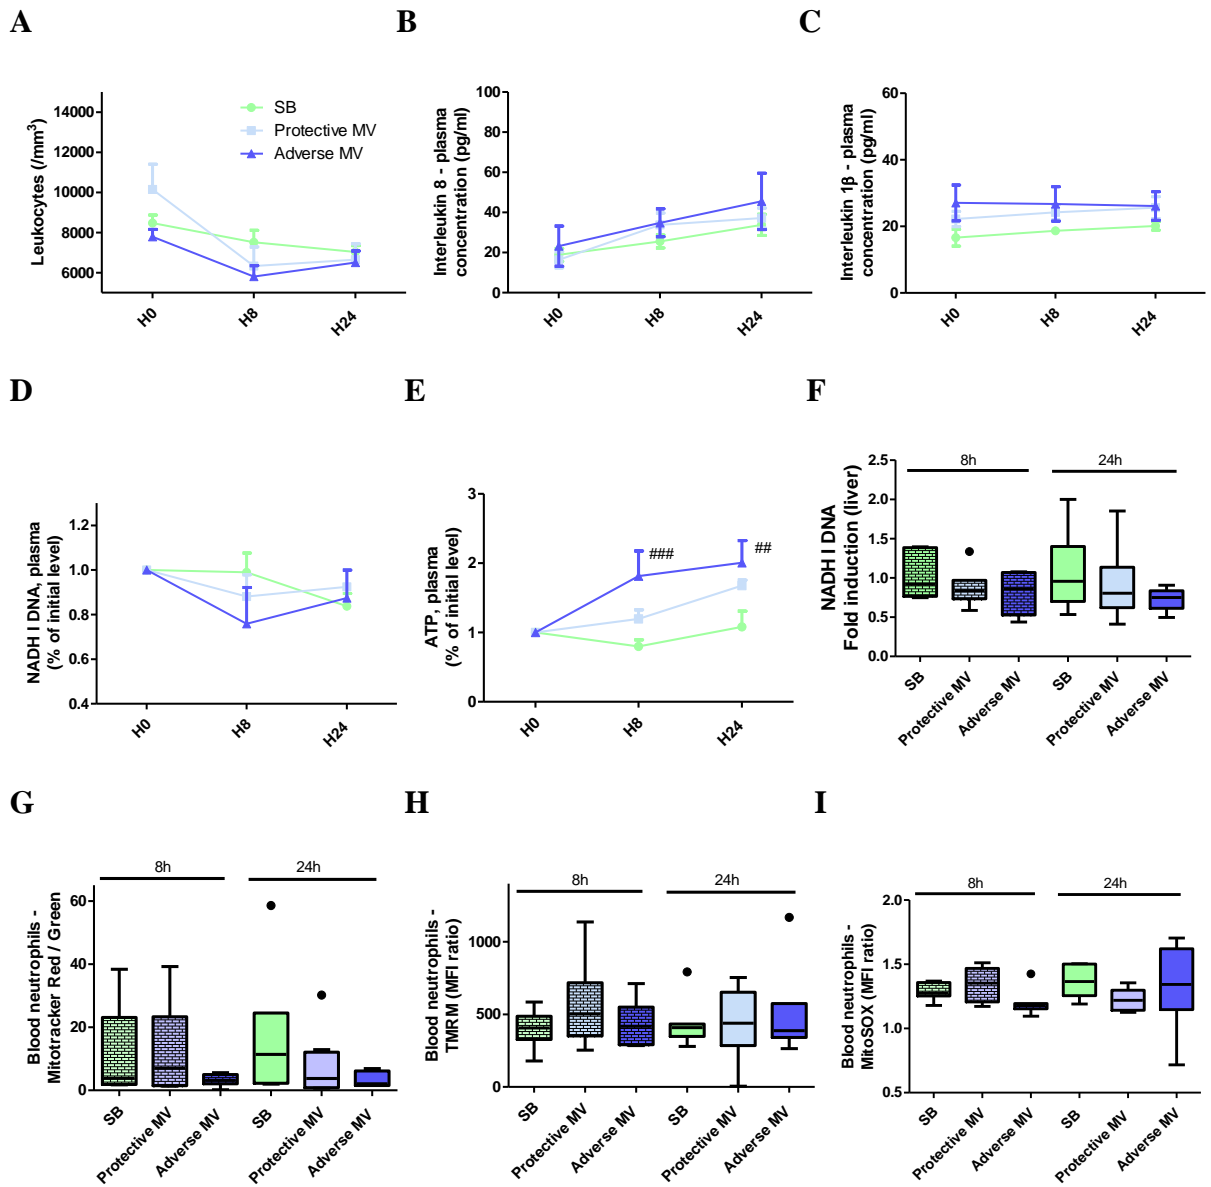 A
B
C
Leukocytes (/mm³)
14000
12000
10000
8000
6000
SB
Protective MV
Adverse MV
H0
H8
H24
Interleukin 8 - plasma
concentration (pg/ml)
100
80
60
40
20
0
H0
H8
H24
Interleukin 1β - plasma
concentration (pg/ml)
60
40
20
0
H0
H8
H24
D
E
F
NADH I DNA, plasma
(% of initial level)
1.2
1.0
0.8
0.6
0.4
H0
H8
H24
ATP, plasma
(% of initial level)
3
2
1
0
###
##
H0
H8
H24
NADH I DNA
Fold induction (liver)
2.5
2.0
1.5
1.0
0.5
0.0
8h
24h
SB
Protective MV
Adverse MV
SB
Protective MV
Adverse MV
G
H
I
Blood neutrophils -
Mitotracker Red / Green
60
40
20
0
8h
24h
SB
Protective MV
Adverse MV
SB
Protective MV
Adverse MV
Blood neutrophils -
TMRM (MFI ratio)
1000
500
0
8h
24h
SB
Protective MV
Adverse MV
SB
Protective MV
Adverse MV
Blood neutrophils -
MitoSOX (MFI ratio)
2.0
1.5
1.0
0.5
8h
24h
SB
Protective MV
Adverse MV
SB
Protective MV
Adverse MV